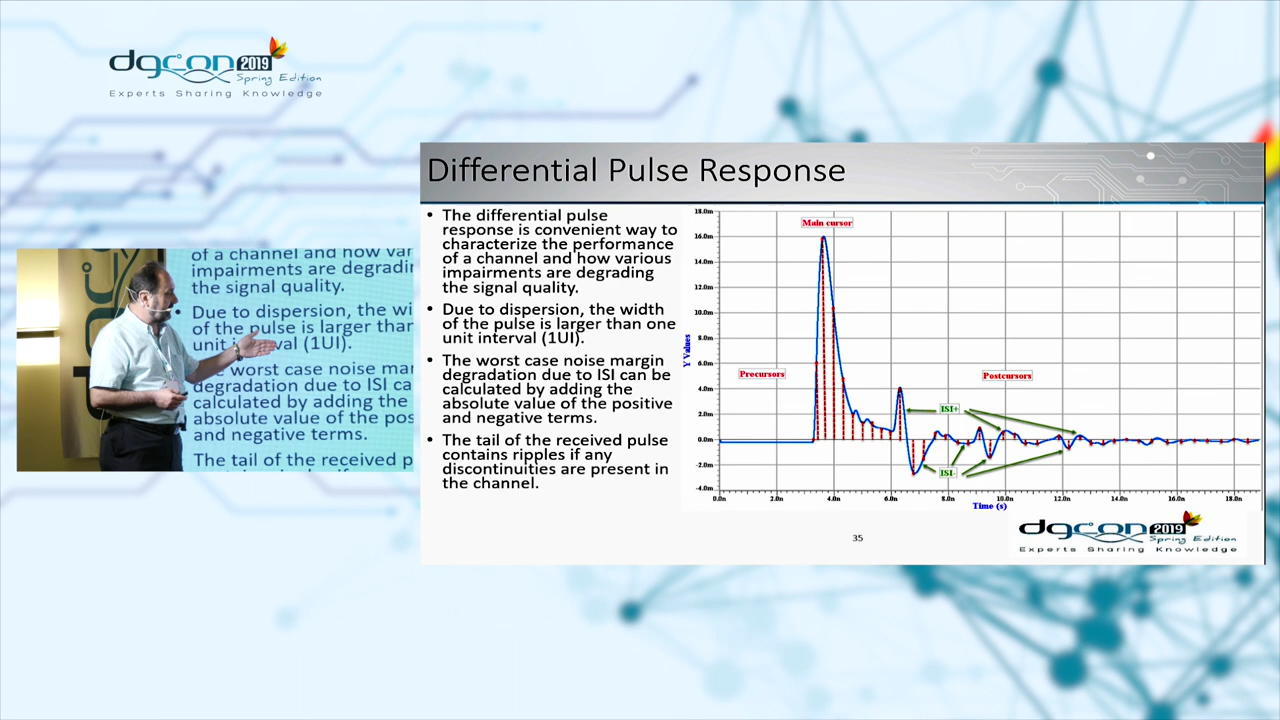 dgcon 2019
Spring Edition
Experts Sharing Knowledge
Differential Pulse Response
• The differential pulse
response is convenient way to
characterize the performance
of a channel and how various
impairments are degrading
the signal quality.
• Due to dispersion, the width
of the pulse is larger than one
unit interval (1UI).
• The worst case noise margin
degradation due to ISI can be
calculated by adding the
absolute value of the positive
and negative terms.
• The tail of the received pulse
contains ripples if any
discontinuities are present in
the channel.
18.0m
16.0m
14.0m
12.0m
10.0m
8.0m
6.0m
4.0m
2.0m
0.0m
-2.0m
-4.0m
Y Values
Main cursor
Precursors
Postcursors
ISI+
ISI-
0.0n 2.0n 4.0n 6.0n 8.0n 10.0n 12.0n 14.0n 16.0n 18.0n
Time (s)
35
dgcon 2019
Spring Edition
Experts Sharing Knowledge
of a channel and how var
impairments are degradin
the signal quality.
• Due to dispersion, the wi
of the pulse is larger than
unit interval (1UI).
worst case noise mar
degradation due to ISI ca
calculated by adding the
absolute value of the pos
and negative terms.
The tail of the received p